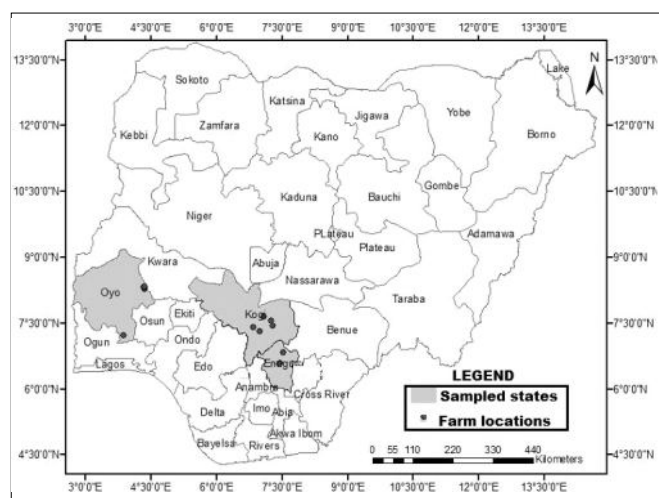 3°0'0"E 4°30'0"E 6°0'0"E 7°30'0"E 9°0'0"E 10°30'0"E 12°0'0"E 13°30'0"E
13°30'0"N 13°30'0"N
Lake
N
Sokoto
Katsina
Yobe
Jigawa
12°0'0"N 12°0'0"N
Zamfara
Kebbi
Kano
Borno
10°30'0"N 10°30'0"N
Kaduna
Bauchi
Gombe
Niger
PLateau
Adamawa
9°0'0"N 9°0'0"N
Kwara
Abuja
Plateau
Nassarawa
Oyo
Taraba
Kogi
7°30'0"N 7°30'0"N
Osun
Ekiti
Benue
Ogun
Ondo
Lagos
Edo
Enugu
6°0'0"N 6°0'0"N
Anambra
Cross River
Delta
Imo
Abia
Akwa Ibom
Bayelsa
Rivers
4°30'0"N 4°30'0"N
LEGEND
Sampled states
Farm locations
0 55 110 220 330 440
Kilometers
3°0'0"E 4°30'0"E 6°0'0"E 7°30'0"E 9°0'0"E 10°30'0"E 12°0'0"E 13°30'0"E